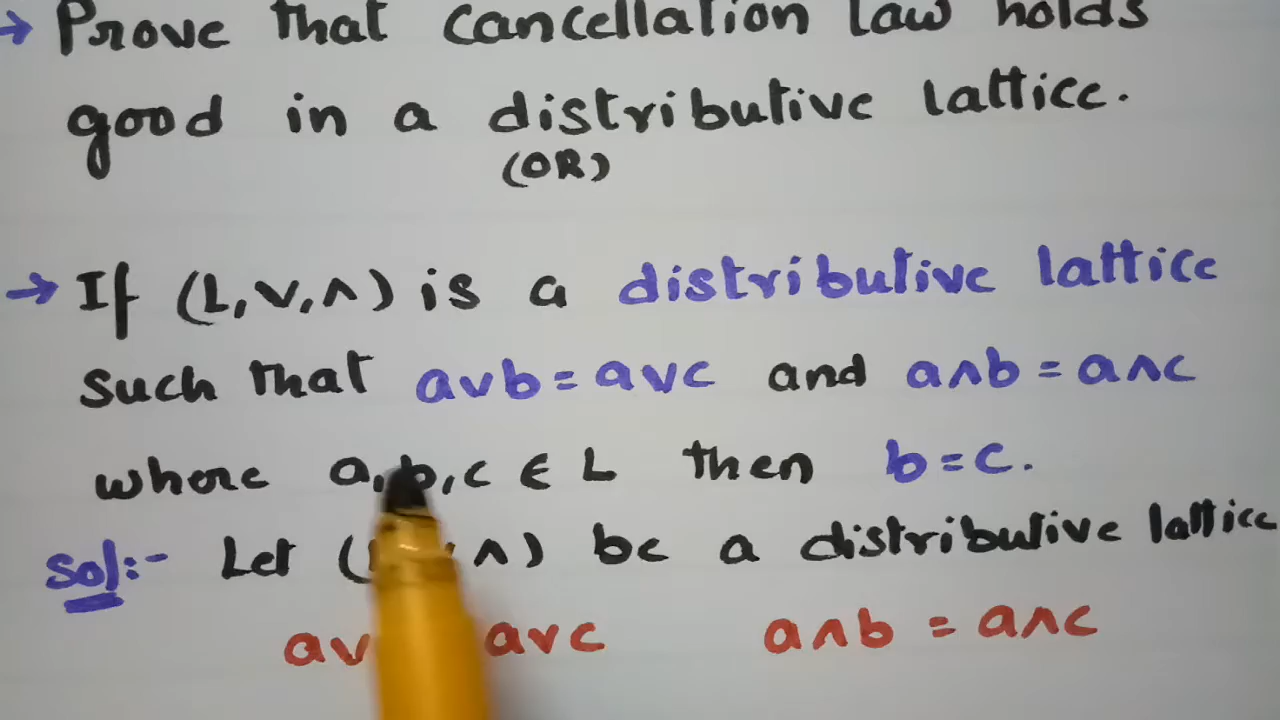 → Prove that cancellation law holds
good in a distributive lattice.
(OR)
→ If (L,∨,∧) is a distributive lattice
such that a∨b = a∨c and a∧b = a∧c
where a,b,c ∈ L then b=c.
Sol:- Let ( ∧) be a distributive lattice
a∨ a∨c a∧b = a∧c